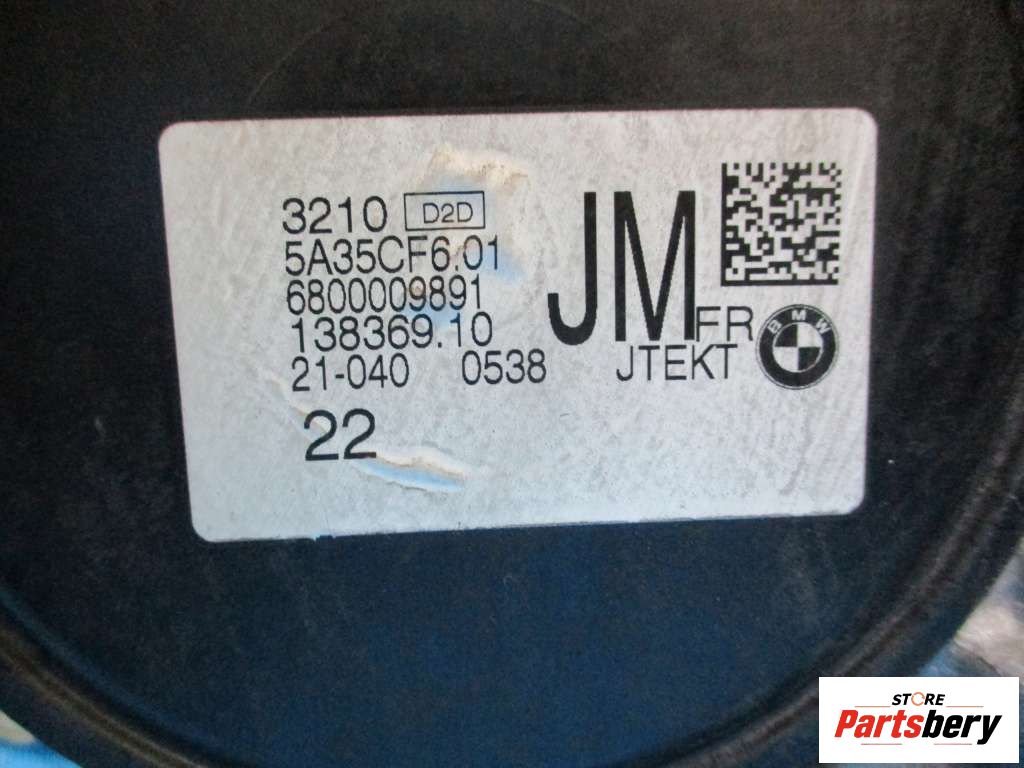 3210 D2D
5A35CF6.01
6800009891
138369.10
21-040 0538
22
JM FR
JTEKT
BMW
STORE
Partsbery